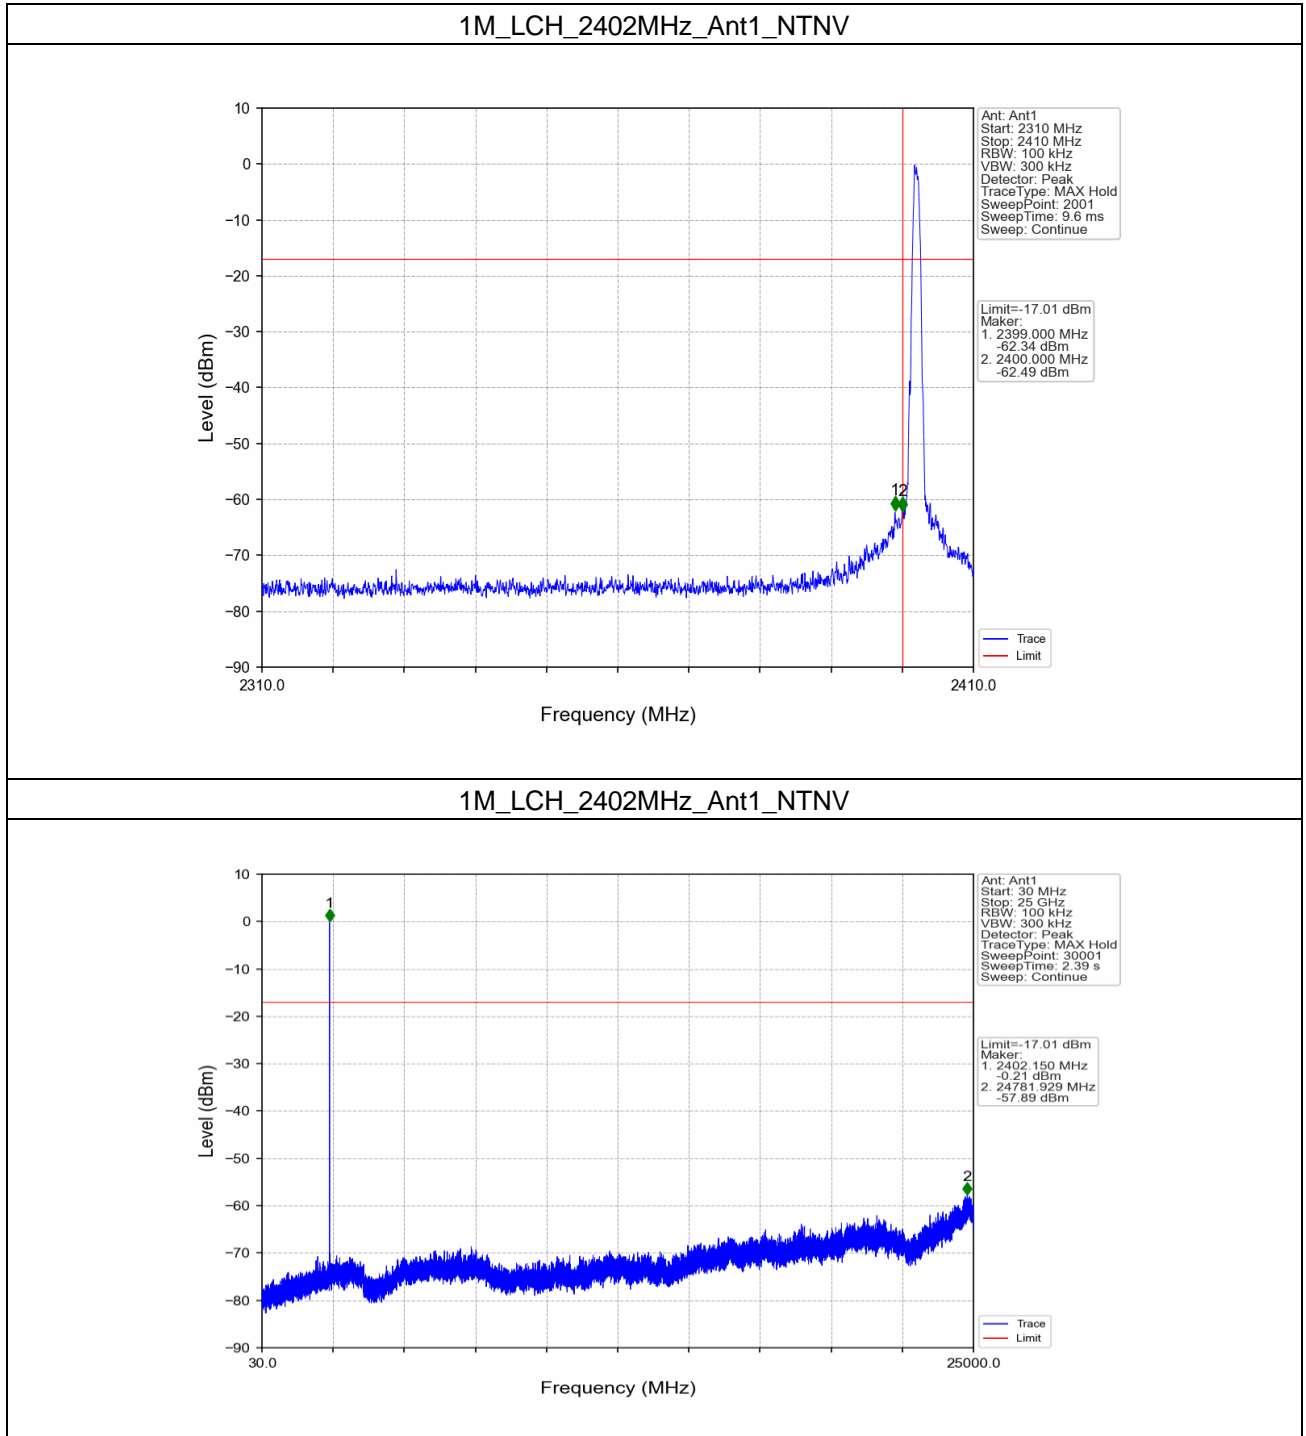 1M_LCH_2402MHz_Ant1_NTNV
10
0
−10
−20
−30
−40
−50
−60
−70
−80
−90
Level (dBm)
2310.0
2410.0
Frequency (MHz)
1
2
Ant: Ant1
Start: 2310 MHz
Stop: 2410 MHz
RBW: 100 kHz
VBW: 300 kHz
Detector: Peak
TraceType: MAX Hold
SweepPoint: 2001
SweepTime: 9.6 ms
Sweep: Continue
Limit=-17.01 dBm
Maker:
1. 2399.000 MHz
-62.34 dBm
2. 2400.000 MHz
-62.49 dBm
Trace
Limit
1M_LCH_2402MHz_Ant1_NTNV
10
0
−10
−20
−30
−40
−50
−60
−70
−80
−90
Level (dBm)
30.0
25000.0
Frequency (MHz)
1
2
Ant: Ant1
Start: 30 MHz
Stop: 25 GHz
RBW: 100 kHz
VBW: 300 kHz
Detector: Peak
TraceType: MAX Hold
SweepPoint: 30001
SweepTime: 2.39 s
Sweep: Continue
Limit=-17.01 dBm
Maker:
1. 2402.150 MHz
-0.21 dBm
2. 24781.929 MHz
-57.89 dBm
Trace
Limit